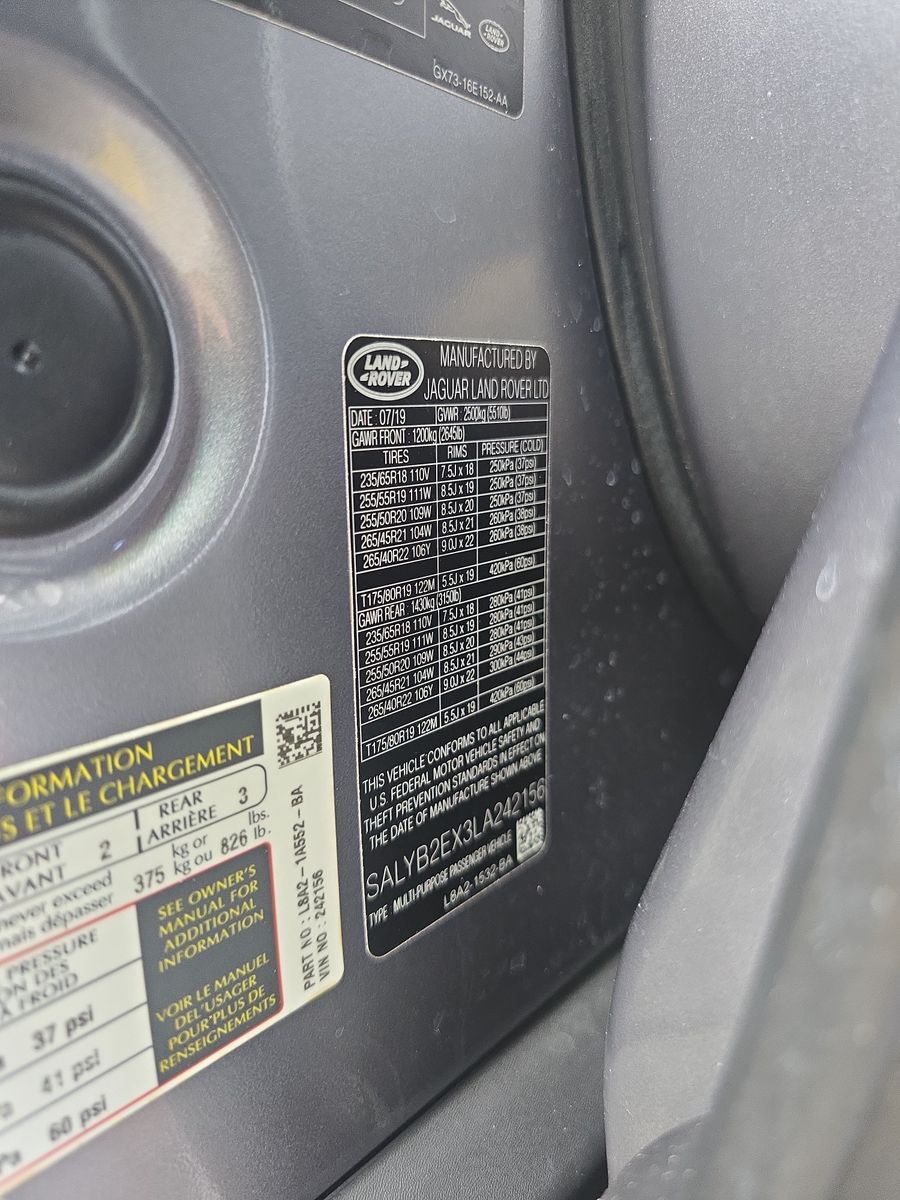 JAGUAR
LAND
ROVER
GX73-16E152-AA
LAND
ROVER
MANUFACTURED BY
JAGUAR LAND ROVER LTD
DATE : 07/19 GVWR : 2500kg (5510lb)
GAWR FRONT : 1200kg (2645lb)
TIRES RIMS PRESSURE (COLD)
235/65R18 110V 7.5J x 18 250kPa (37psi)
255/55R19 111W 8.5J x 19 250kPa (37psi)
255/50R20 109W 8.5J x 20 250kPa (37psi)
265/45R21 104W 8.5J x 21 260kPa (38psi)
265/40R22 106Y 9.0J x 22 260kPa (38psi)
T175/80R19 122M 5.5J x 19 420kPa (60psi)
GAWR REAR : 1430kg (3150lb)
235/65R18 110V 7.5J x 18 280kPa (41psi)
255/55R19 111W 8.5J x 19 280kPa (41psi)
255/50R20 109W 8.5J x 20 280kPa (41psi)
265/45R21 104W 8.5J x 21 290kPa (43psi)
265/40R22 106Y 9.0J x 22 300kPa (44psi)
T175/80R19 122M 5.5J x 19 420kPa (60psi)
THIS VEHICLE CONFORMS TO ALL APPLICABLE
U.S. FEDERAL MOTOR VEHICLE SAFETY AND
THEFT PREVENTION STANDARDS IN EFFECT ON
THE DATE OF MANUFACTURE SHOWN ABOVE
SALYB2EX3LA242156
TYPE : MULTI-PURPOSE PASSENGER VEHICLE
L8A2-1532-BA
FORMATION
S ET LE CHARGEMENT
RONT
AVANT 2
REAR
ARRIÈRE 3
never exceed
mais dépasser 375 kg or
kg ou 826 lbs.
lb.
PRESSURE
ON DES
À FROID
37 psi
41 psi
Pa 60 psi
SEE OWNER'S
MANUAL FOR
ADDITIONAL
INFORMATION
VOIR LE MANUEL
DEL'USAGER
POUR PLUS DE
RENSEIGNEMENTS
PART NO : L8A2-1A552-BA
VIN NO : 242156